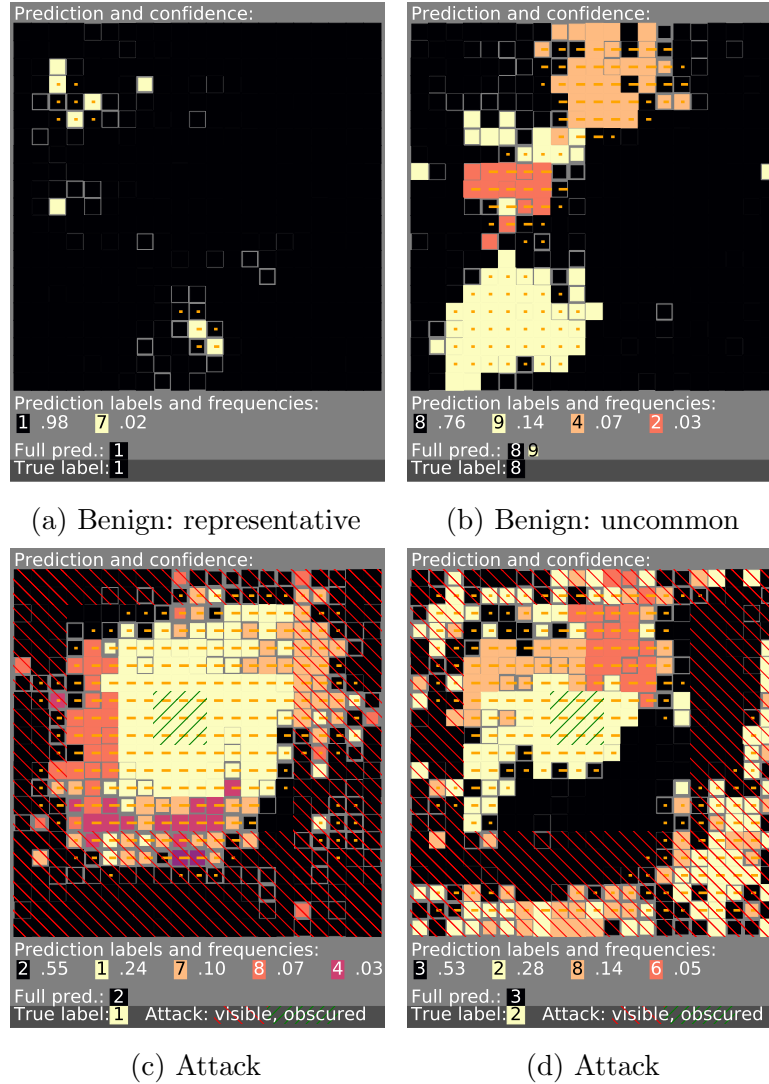 Prediction and confidence:
Prediction labels and frequencies:
1 .98 7 .02
Full pred.: 1
True label: 1
(a) Benign: representative
Prediction and confidence:
Prediction labels and frequencies:
8 .76 9 .14 4 .07 2 .03
Full pred.: 8 9
True label: 8
(b) Benign: uncommon
Prediction and confidence:
Prediction labels and frequencies:
2 .55 1 .24 7 .10 8 .07 4 .03
Full pred.: 2
True label: 1 Attack: visible, obscured
(c) Attack
Prediction and confidence:
Prediction labels and frequencies:
3 .53 2 .28 8 .14 6 .05
Full pred.: 3
True label: 2 Attack: visible, obscured
(d) Attack